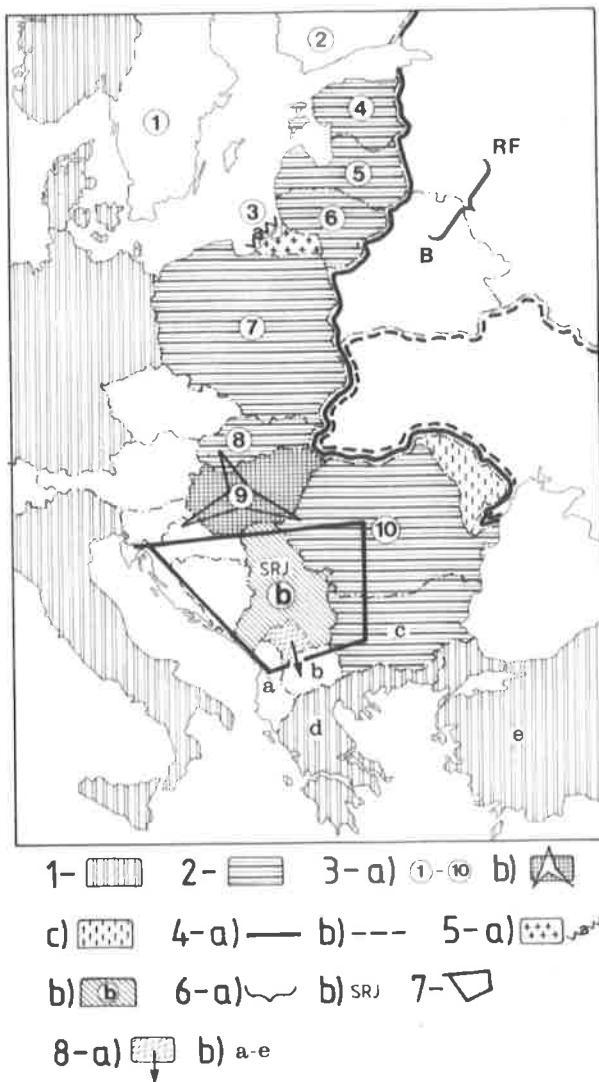 2
1
4
RF
5
3
a
6
B
7
8
9
10
SRJ
b
c
a
b
d
e
1- 2- 3-a) 1-10 b)
c) 4-a) b) 5-a) a
b) b 6-a) b) SRJ 7-
8-a) b) a-e